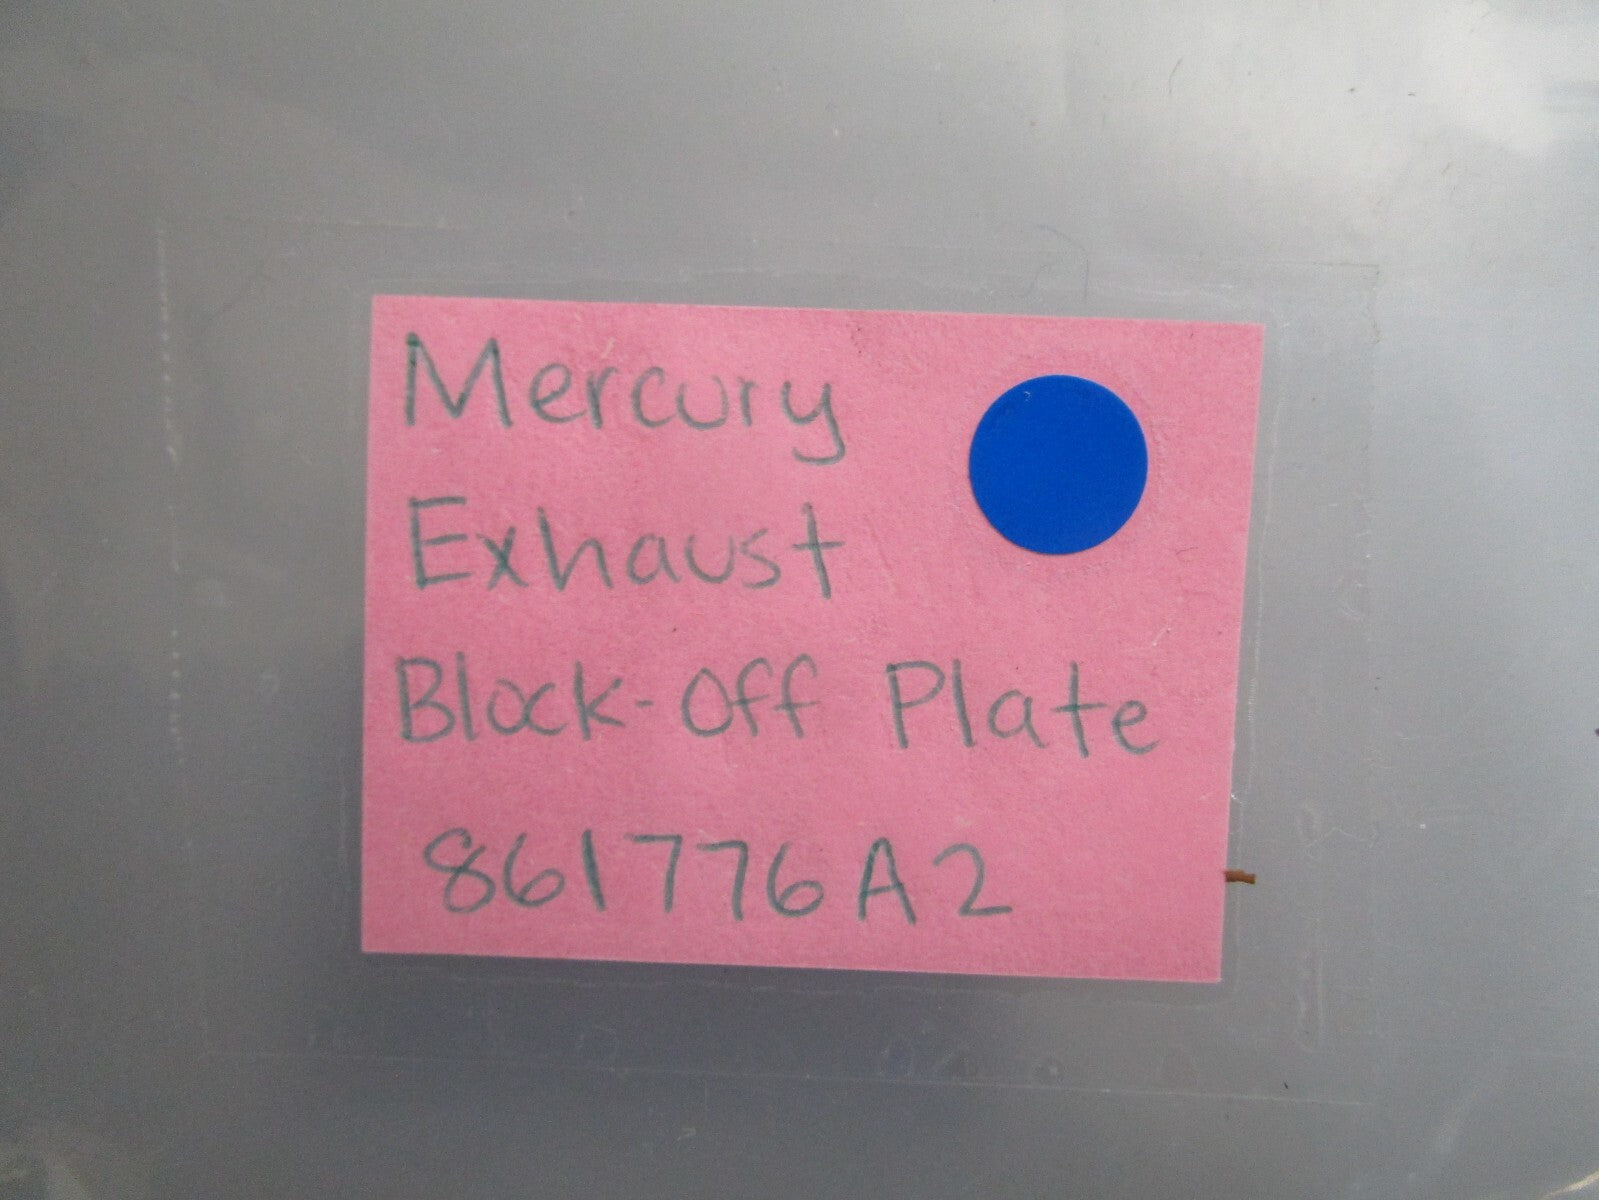 Mercury
Exhaust
Block-Off Plate
861776A2